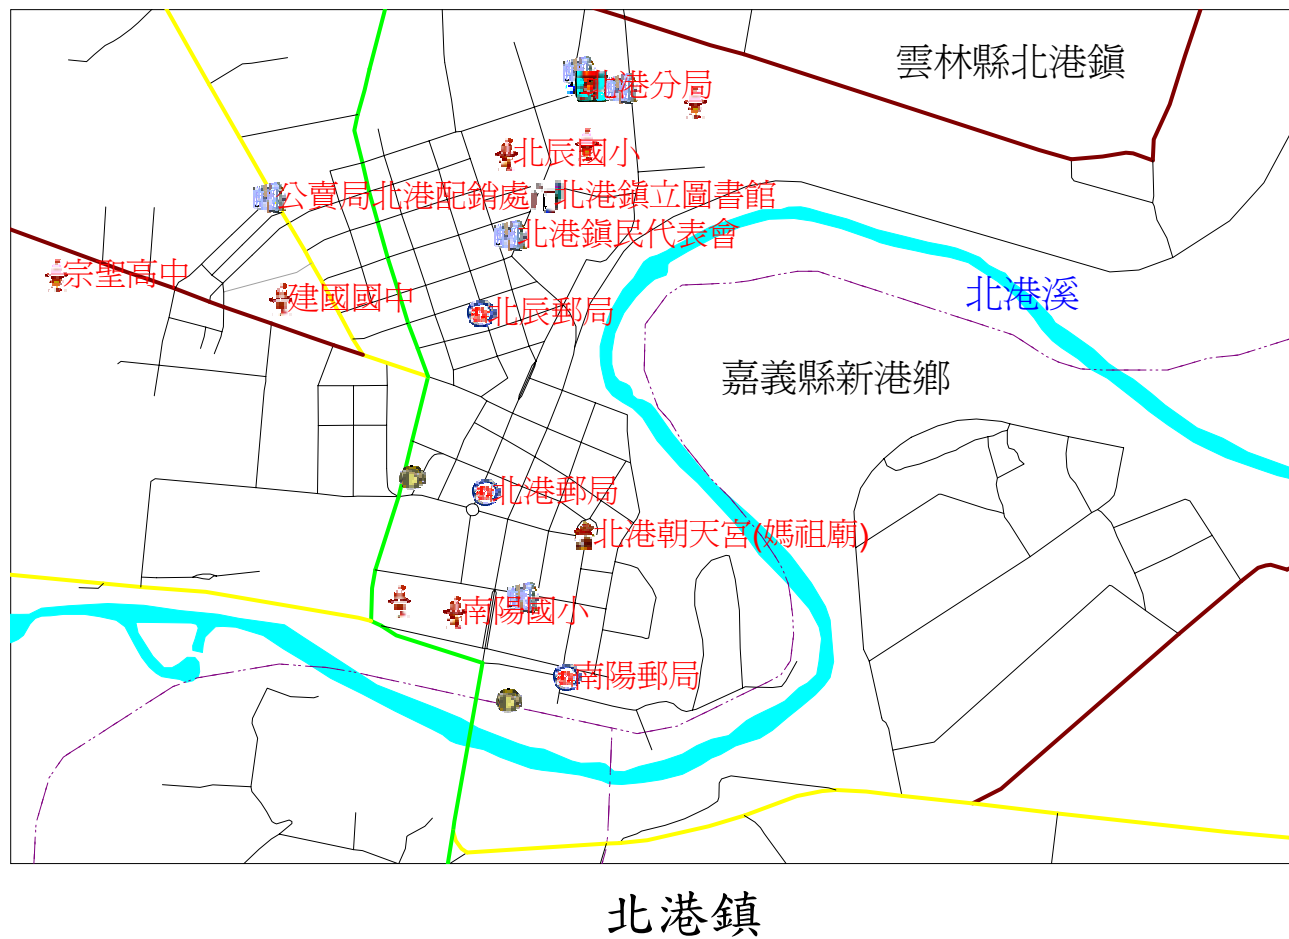 雲林縣北港鎮
北港分局
北辰國小
公賣局北港配銷處
北港鎮立圖書館
北港鎮民代表會
宗聖高中
建國國中
北港溪
北辰郵局
嘉義縣新港鄉
北港郵局
北港朝天宮(媽祖廟)
南陽國小
南陽郵局
北港鎮